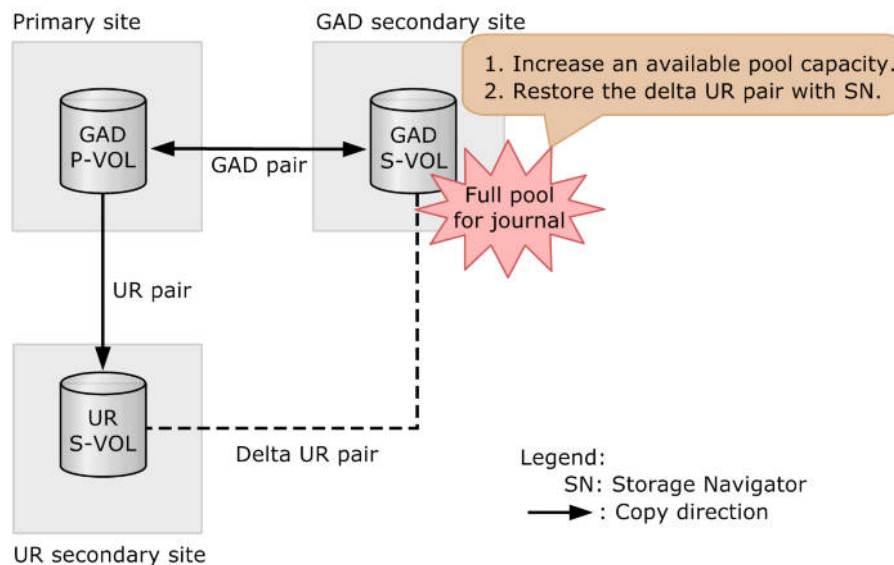 Primary site
GAD secondary site
1. Increase an available pool capacity.
2. Restore the delta UR pair with SN.
GAD
P-VOL
GAD pair
GAD
S-VOL
Full pool
for journal
UR pair
UR
S-VOL
Delta UR pair
UR secondary site
Legend:
SN: Storage Navigator
: Copy direction